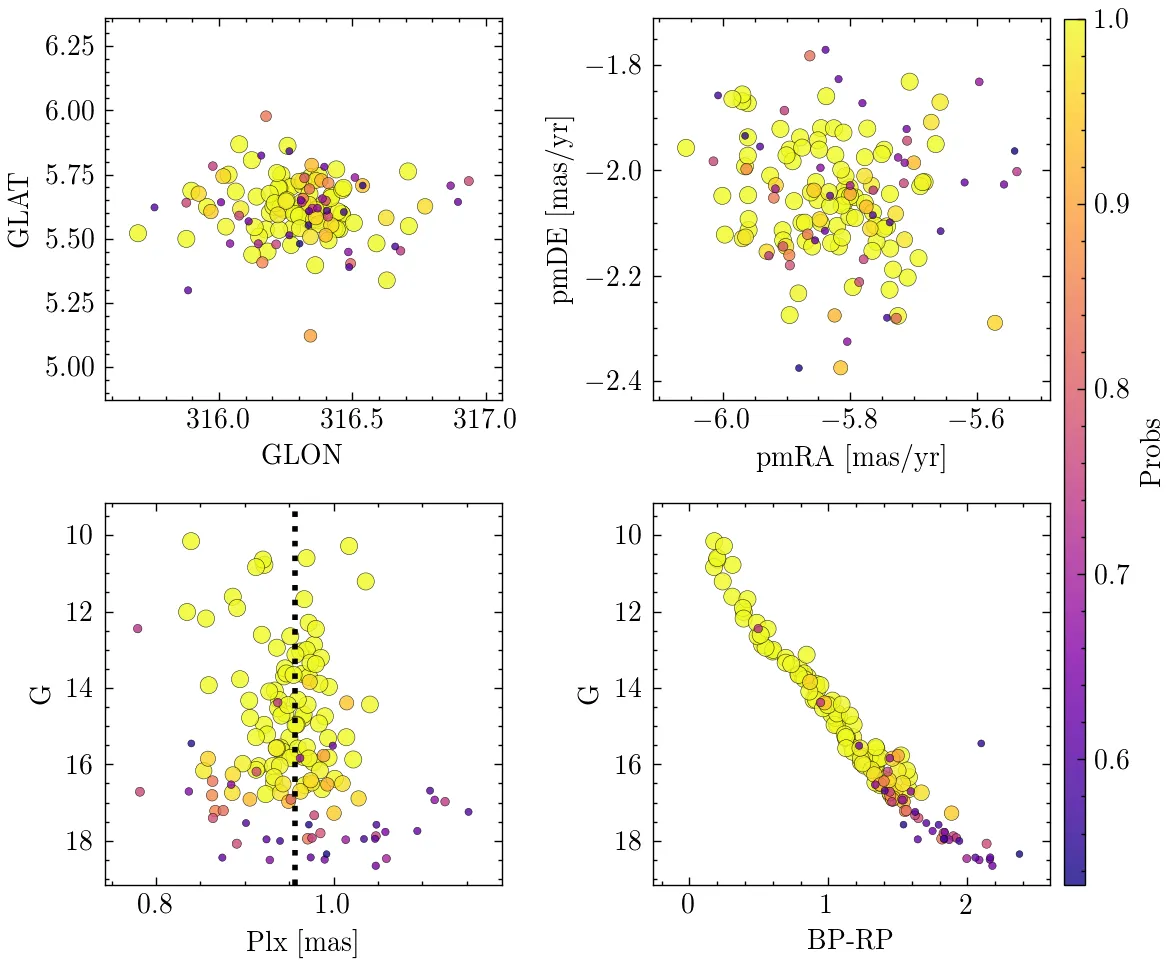 6.25
6.00
5.75
5.50
5.25
5.00
316.0 316.5 317.0
GLON
GLAT
−1.8
−2.0
−2.2
−2.4
−6.0 −5.8 −5.6
pmRA [mas/yr]
pmDE [mas/yr]
10
12
14
16
18
0.8 1.0
Plx [mas]
G
10
12
14
16
18
0 1 2
BP-RP
G
1.0
0.9
0.8
0.7
0.6
Probs